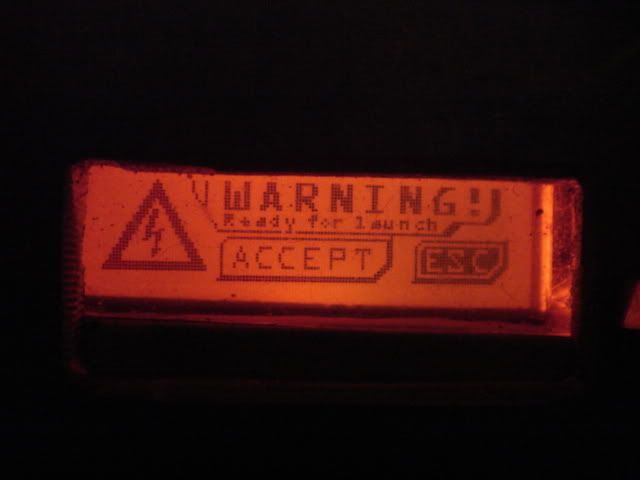 WARNING!
Ready for launch
ACCEPT ESC